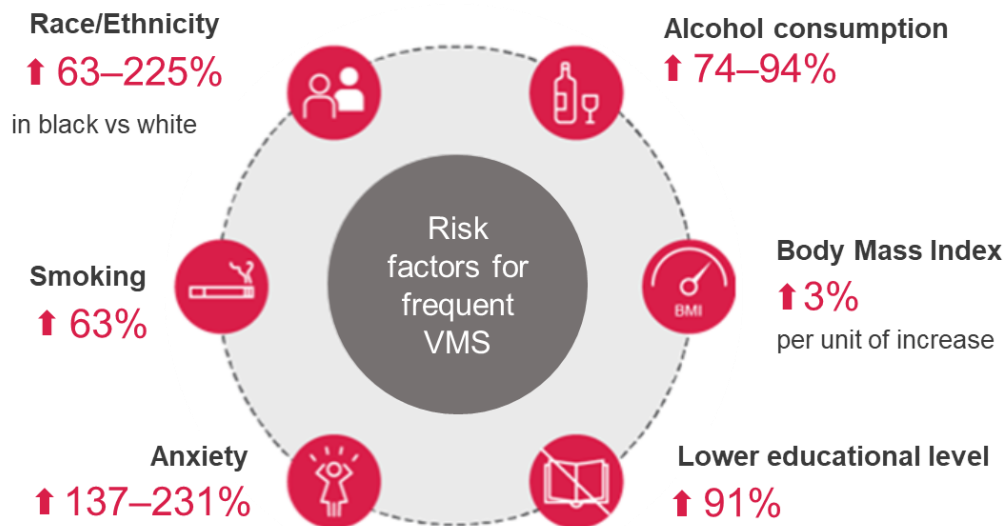 Race/Ethnicity
⬆ 63–225%
in black vs white
Alcohol consumption
⬆ 74–94%
Smoking
⬆ 63%
Risk
factors for
frequent
VMS
BMI
Body Mass Index
⬆ 3%
per unit of increase
Anxiety
⬆ 137–231%
Lower educational level
⬆ 91%